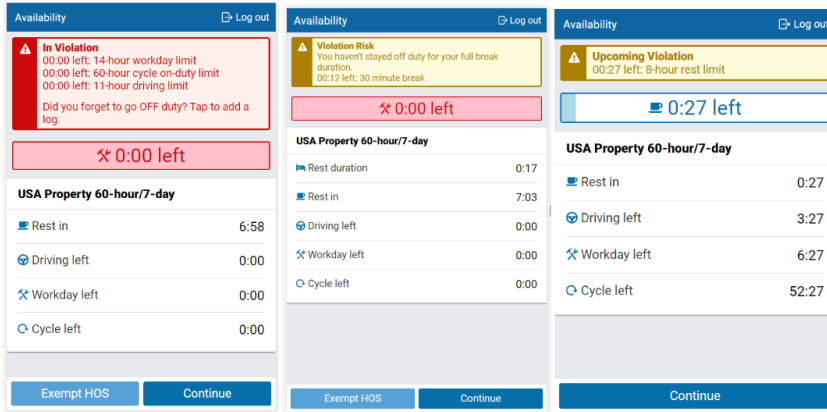 Availability
Log out
In Violation
00:00 left: 14-hour workday limit
00:00 left: 60-hour cycle on-duty limit
00:00 left: 11-hour driving limit
Did you forget to go OFF duty? Tap to add a
log.
0:00 left
USA Property 60-hour/7-day
Rest in 6:58
Driving left 0:00
Workday left 0:00
Cycle left 0:00
Exempt HOS
Continue
Availability
Log out
Violation Risk
You haven't stayed off duty for your full break
duration.
00:12 left: 30 minute break
0:00 left
USA Property 60-hour/7-day
Rest duration 0:17
Rest in 7:03
Driving left 0:00
Workday left 0:00
Cycle left 0:00
Exempt HOS
Continue
Availability
Log out
Upcoming Violation
00:27 left: 8-hour rest limit
0:27 left
USA Property 60-hour/7-day
Rest in 0:27
Driving left 3:27
Workday left 6:27
Cycle left 52:27
Continue